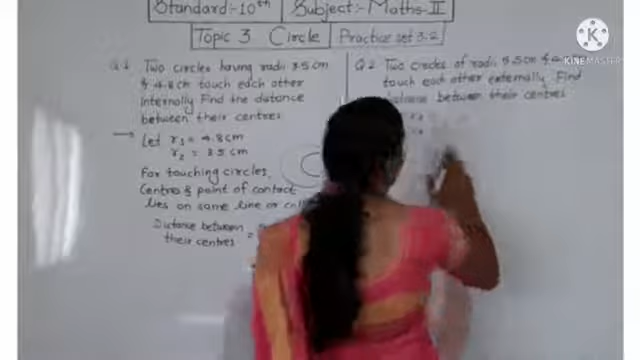 Standard:- 10th Subject:- Maths-II
Topic 3 Circle Practice set 3.2
Q.1 Two circles having radii 3.5 cm
& 4.8 cm touch each other
internally Find the distance
between their centres
Let r1 = 4.8 cm
r2 = 3.5 cm
For touching circles,
Centres & point of contact
lies on same line or
Distance between
their centres =
Q.2 Two circles of radii 5.5 cm &
touch each other externally. Find
distance between their centres
KINEMASTER